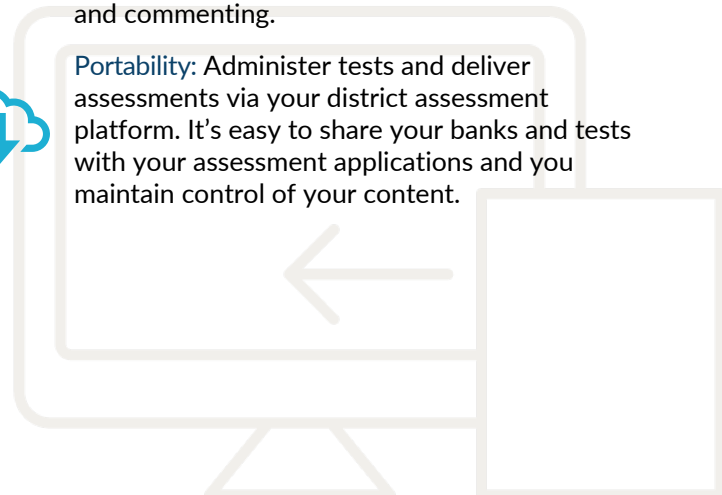 and commenting.
Portability: Administer tests and deliver
assessments via your district assessment
platform. It’s easy to share your banks and tests
with your assessment applications and you
maintain control of your content.